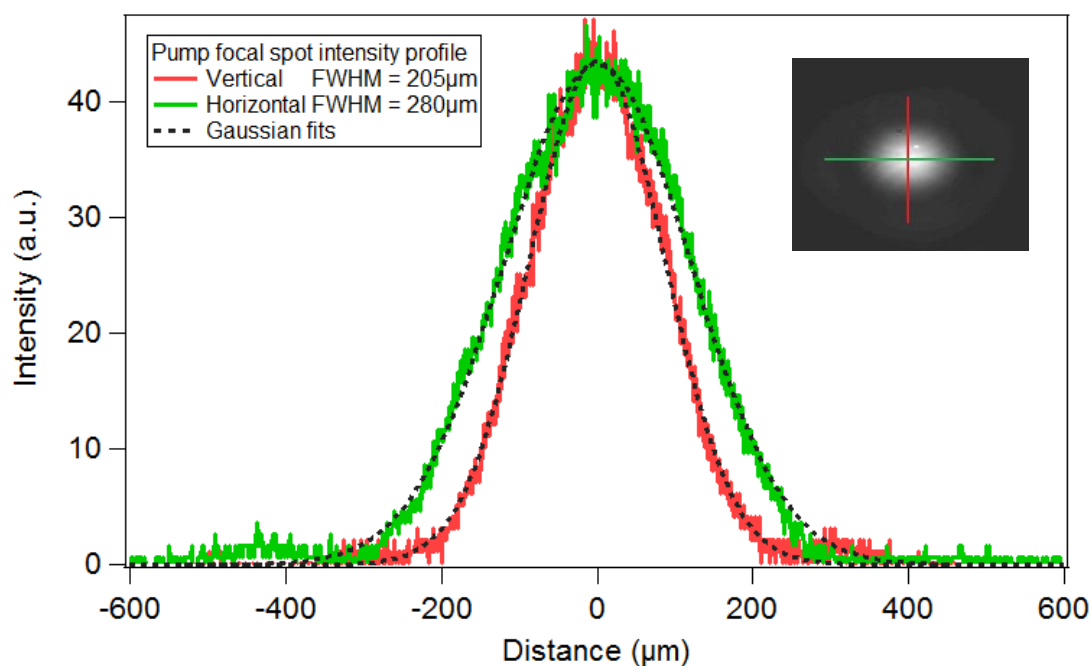 Pump focal spot intensity profile
Vertical FWHM = 205µm
Horizontal FWHM = 280µm
Gaussian fits
Intensity (a.u.)
40
30
20
10
0
-600 -400 -200 0 200 400 600
Distance (µm)